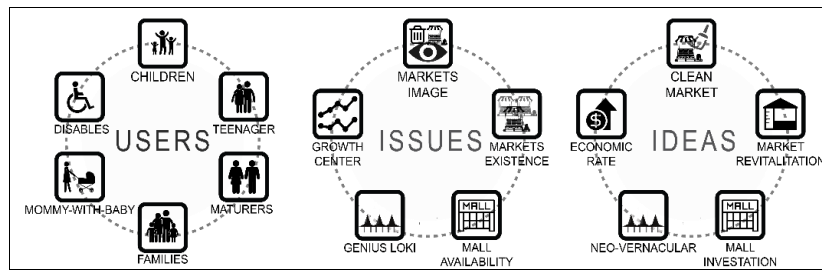 CHILDREN
DISABLES
TEENAGER
USERS
MOMMY-WITH-BABY
MATURERS
FAMILIES
MARKETS
IMAGE
GROWTH
CENTER
ISSUES
MARKETS
EXISTENCE
GENIUS LOKI
MALL
MALL
AVAILABILITY
CLEAN
MARKET
ECONOMIC
RATE
IDEAS
MARKET
REVITALITATION
NEO-VERNACULAR
MALL
MALL
INVESTATION